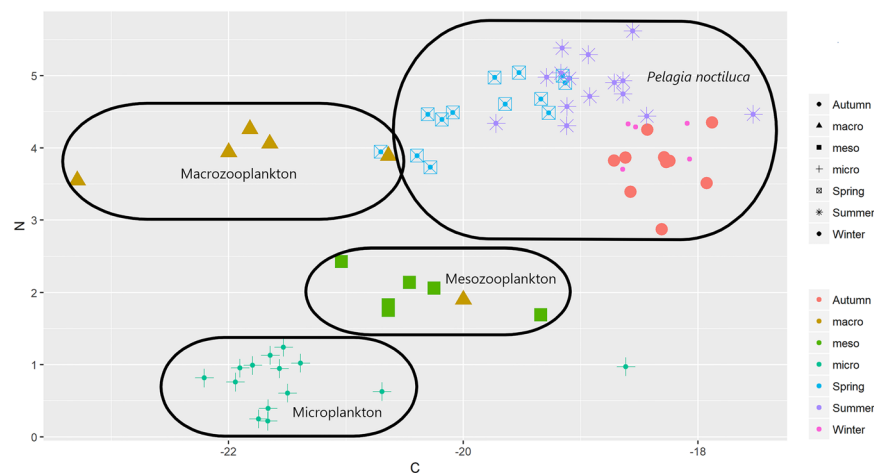 5
4
3
2
1
0
N
-22
-20
-18
C
Pelagia noctiluca
Macrozooplankton
Mesozooplankton
Microplankton
Autumn
macro
meso
micro
Spring
Summer
Winter
Autumn
macro
meso
micro
Spring
Summer
Winter